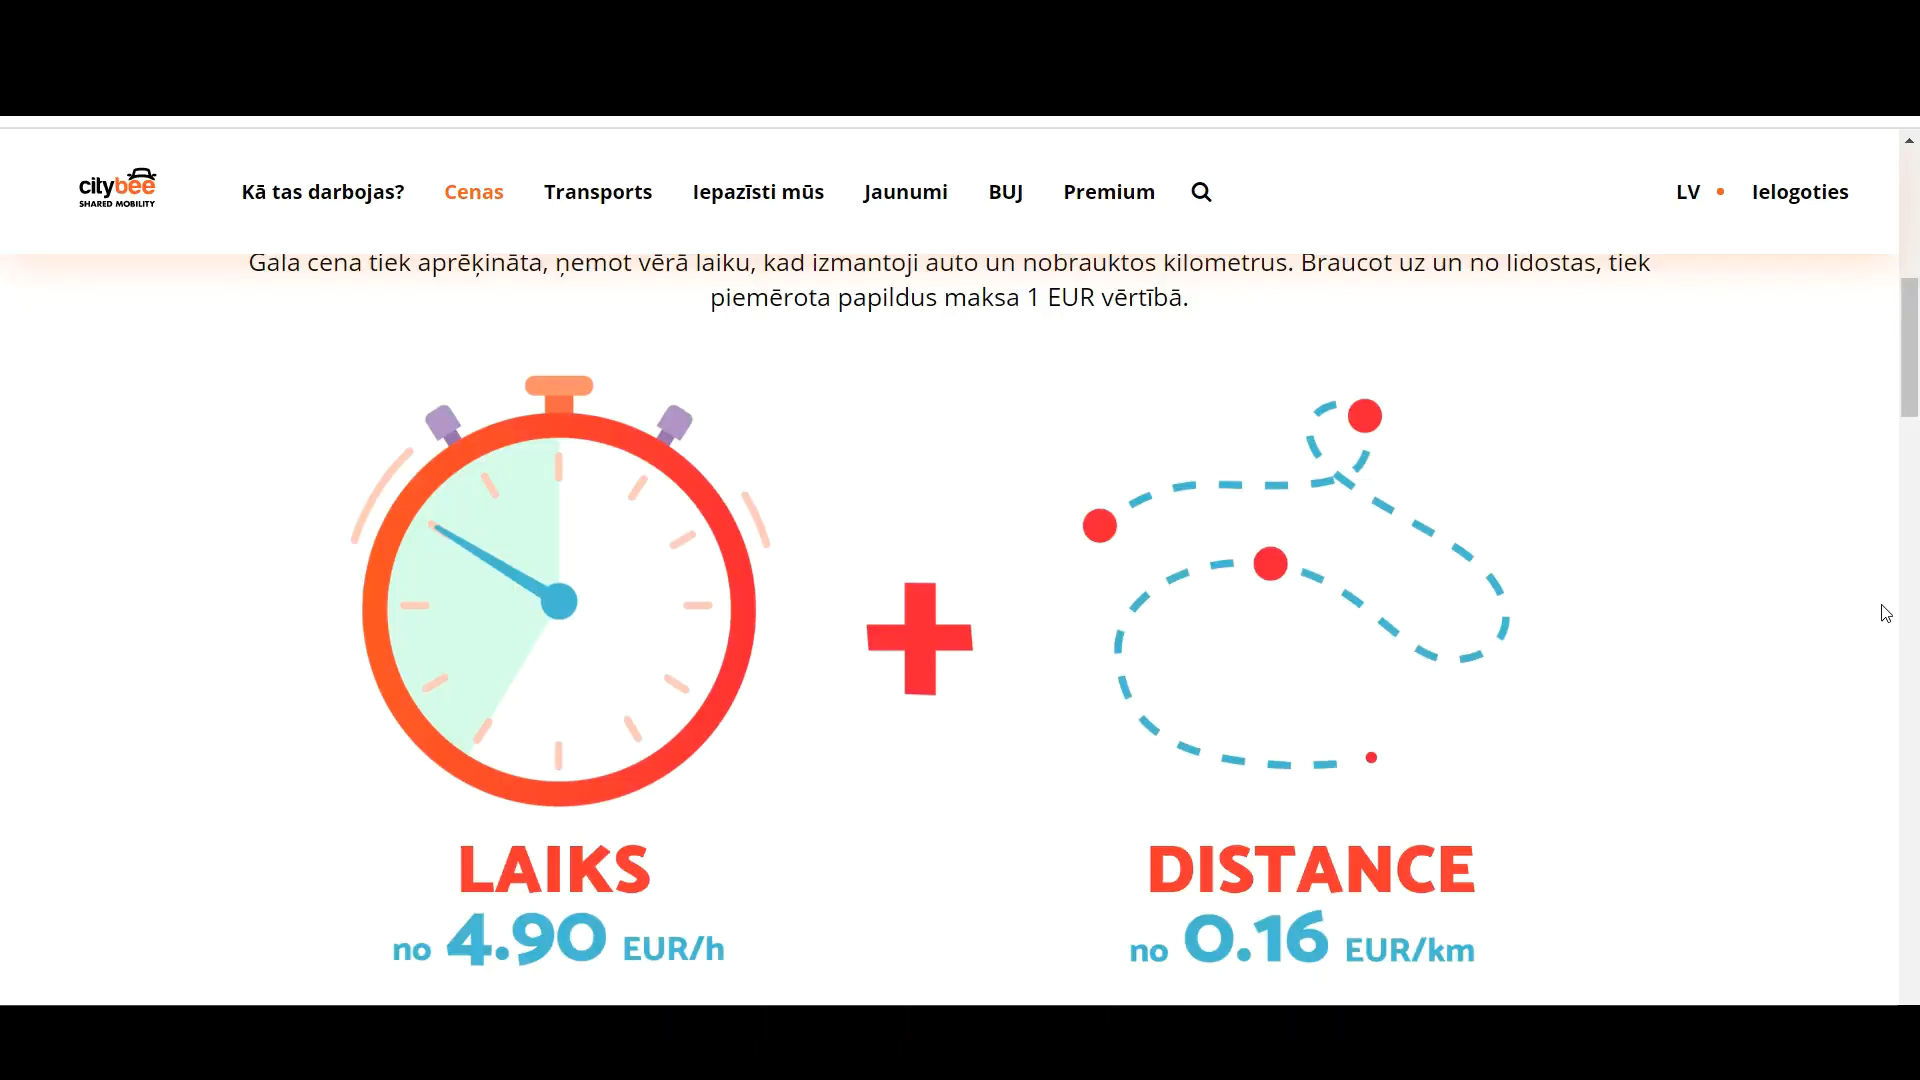 citybee
SHARED MOBILITY
Kā tas darbojas? Cenas Transports Iepazīsti mūs Jaunumi BUJ Premium LV • Ielogoties
Gala cena tiek aprēķināta, ņemot vērā laiku, kad izmantoji auto un nobrauktos kilometrus. Braucot uz un no lidostas, tiek
piemērota papildus maksa 1 EUR vērtībā.
LAIKS
no 4.90 EUR/h
DISTANCE
no 0.16 EUR/km